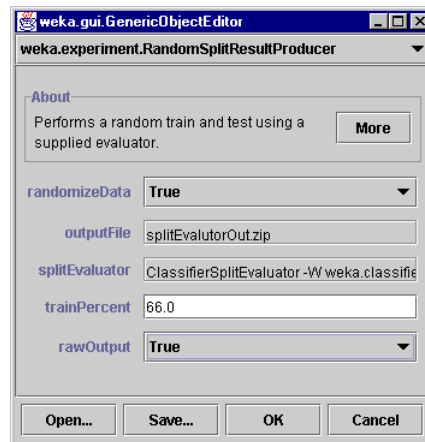 weka.gui.GenericObjectEditor
weka.experiment.RandomSplitResultProducer
About
Performs a random train and test using a
supplied evaluator.
More
randomizeData True
outputFile splitEvalutorOut.zip
splitEvaluator ClassifierSplitEvaluator -W weka.classifie
trainPercent 66.0
rawOutput True
Open... Save... OK Cancel